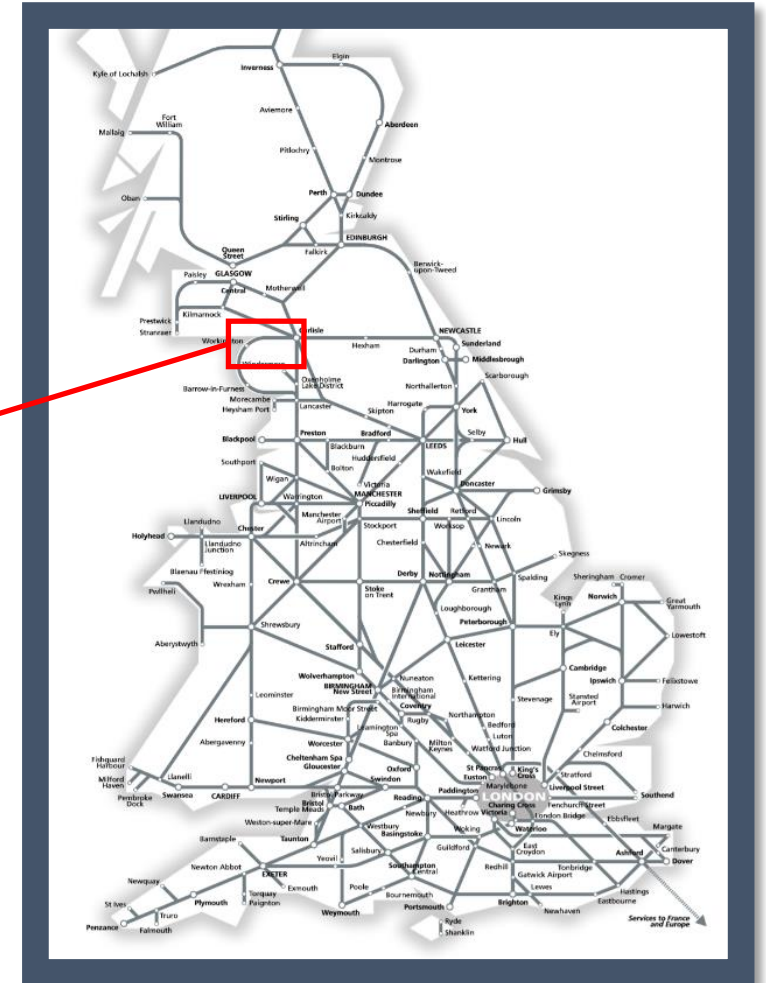 Elgin
Inverness
Kyle of Lochalsh
Aviemore
Fort
William
Aberdeen
Mallaig
Pitlochry
Montrose
Perth
Dundee
Oban
Kirkcaldy
Stirling
EDINBURGH
Queen
Street
Falkirk
Berwick-
upon-Tweed
Paisley
GLASGOW
Central
Motherwell
Kilmarnock
Prestwick
Stranraer
Carlisle
NEWCASTLE
Workington
Hexham
Sunderland
Durham
Darlington
Middlesbrough
Windermere
Scarborough
Oxenholme
Lake District
Barrow-in-Furness
Northallerton
Morecambe
Heysham Port
Lancaster
Harrogate
York
Skipton
Preston
Bradford
Selby
Blackpool
Hull
Blackburn
LEEDS
Huddersfield
Southport
Bolton
Wakefield
Wigan
Victoria
Doncaster
MANCHESTER
Grimsby
LIVERPOOL
Warrington
Piccadilly
Manchester
Airport
Sheffield
Retford
Llandudno
Stockport
Worksop
Lincoln
Holyhead
Chester
Llandudno
Junction
Altrincham
Chesterfield
Newark
Skegness
Blaenau Ffestiniog
Derby
Nottingham
Sheringham
Cromer
Pwllheli
Wrexham
Crewe
Stoke
on Trent
Grantham
Spalding
Kings
Lynn
Norwich
Great
Yarmouth
Loughborough
Shrewsbury
Peterborough
Ely
Lowestoft
Aberystwyth
Stafford
Leicester
Cambridge
Wolverhampton
Nuneaton
Kettering
Ipswich
Felixstowe
BIRMINGHAM
New Street
Birmingham
International
Leominster
Stevenage
Stansted
Airport
Birmingham Moor Street
Coventry
Harwich
Hereford
Kidderminster
Rugby
Northampton
Leamington
Spa
Bedford
Colchester
Abergavenny
Worcester
Banbury
Milton
Keynes
Luton
Watford Junction
Chelmsford
Fishguard
Harbour
Cheltenham Spa
Gloucester
Oxford
St Pancras
King's
Cross
Stratford
Milford
Haven
Llanelli
Newport
Swindon
Euston
Pembroke
Dock
Swansea
CARDIFF
Bristol Parkway
Paddington
Marylebone
Liverpool Street
Bristol
Temple Meads
Bath
Reading
LONDON
Southend
Newbury
Heathrow
Victoria
Charing Cross
Fenchurch Street
London Bridge
Weston-super-Mare
Ebbsfleet
Westbury
Basingstoke
Woking
Waterloo
Margate
Barnstaple
Taunton
Salisbury
Guildford
East
Croydon
Canterbury
Newton Abbot
Yeovil
Southampton
Central
Redhill
Tonbridge
Ashford
Dover
EXETER
Gatwick Airport
Newquay
Exmouth
Poole
Bournemouth
Lewes
Hastings
St Ives
Plymouth
Torquay
Paignton
Portsmouth
Brighton
Eastbourne
Truro
Weymouth
Newhaven
Penzance
Falmouth
Ryde
Shanklin
Services to France
and Europe